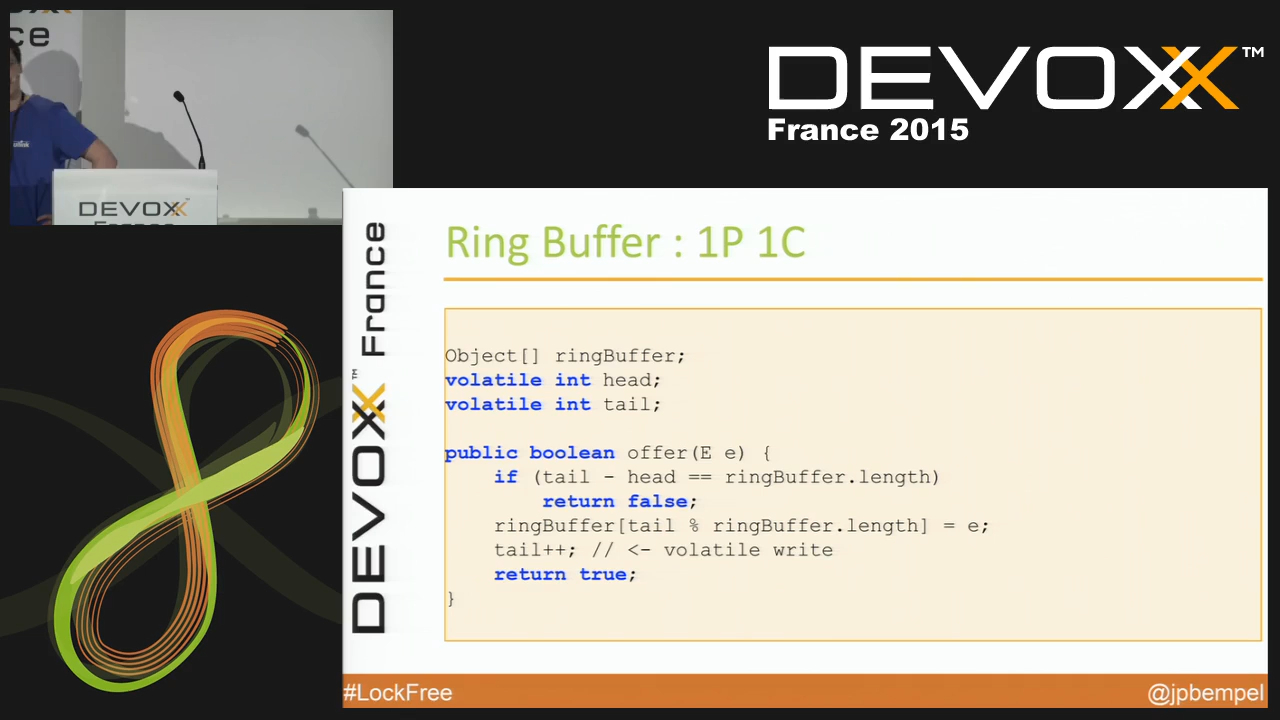 ce
DEVOXX
France
DEVOXX™
France 2015
DEVOXX™ France
Ring Buffer : 1P 1C
Object[] ringBuffer;
volatile int head;
volatile int tail;
public boolean offer(E e) {
if (tail - head == ringBuffer.length)
return false;
ringBuffer[tail % ringBuffer.length] = e;
tail++; // <- volatile write
return true;
}
#LockFree
@jpbempel